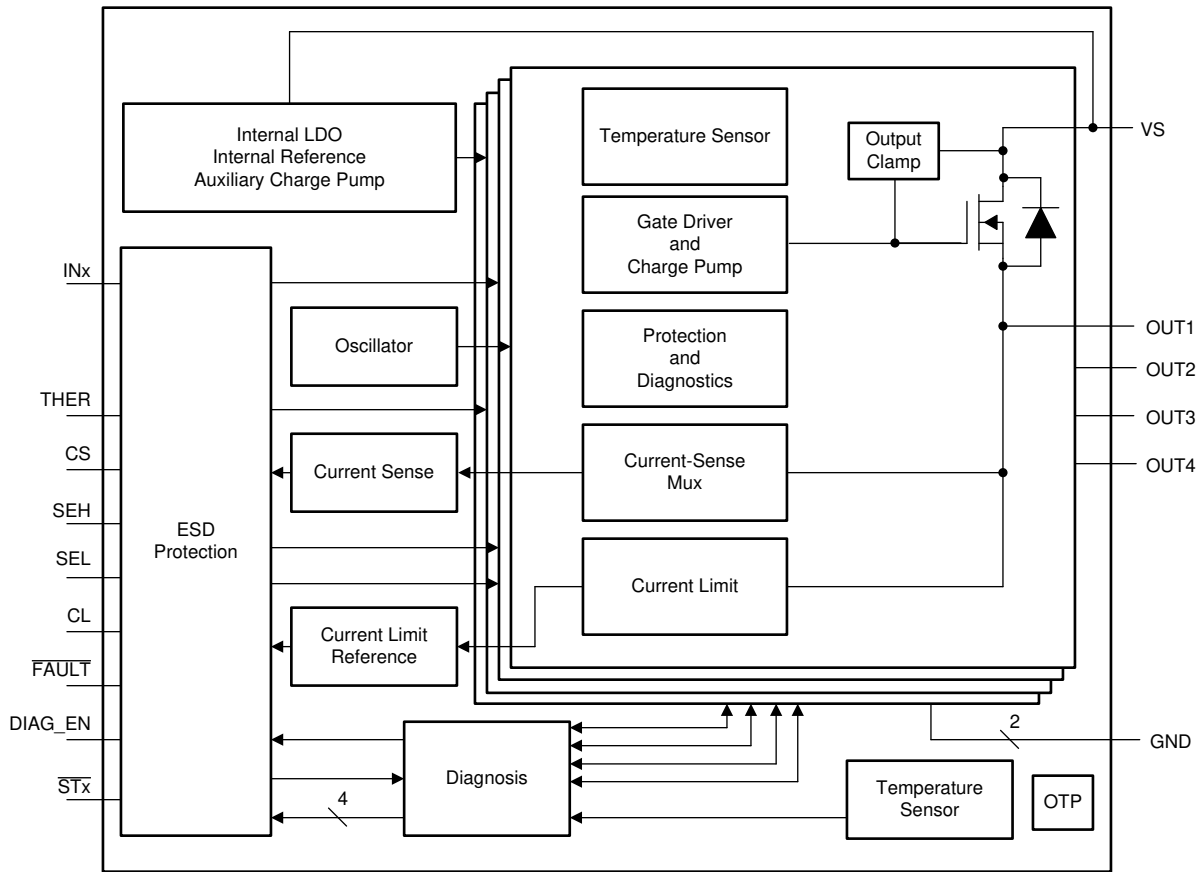 Internal LDO
Internal Reference
Auxiliary Charge Pump
Temperature Sensor
Output
Clamp
VS
Gate Driver
and
Charge Pump
INx
Oscillator
Protection
and
Diagnostics
OUT1
OUT2
OUT3
OUT4
THER
CS
SEH
SEL
CL
FAULT
DIAG_EN
STx
ESD
Protection
Current Sense
Current-Sense
Mux
Current Limit
Current Limit
Reference
Diagnosis
4
2
GND
Temperature
Sensor
OTP